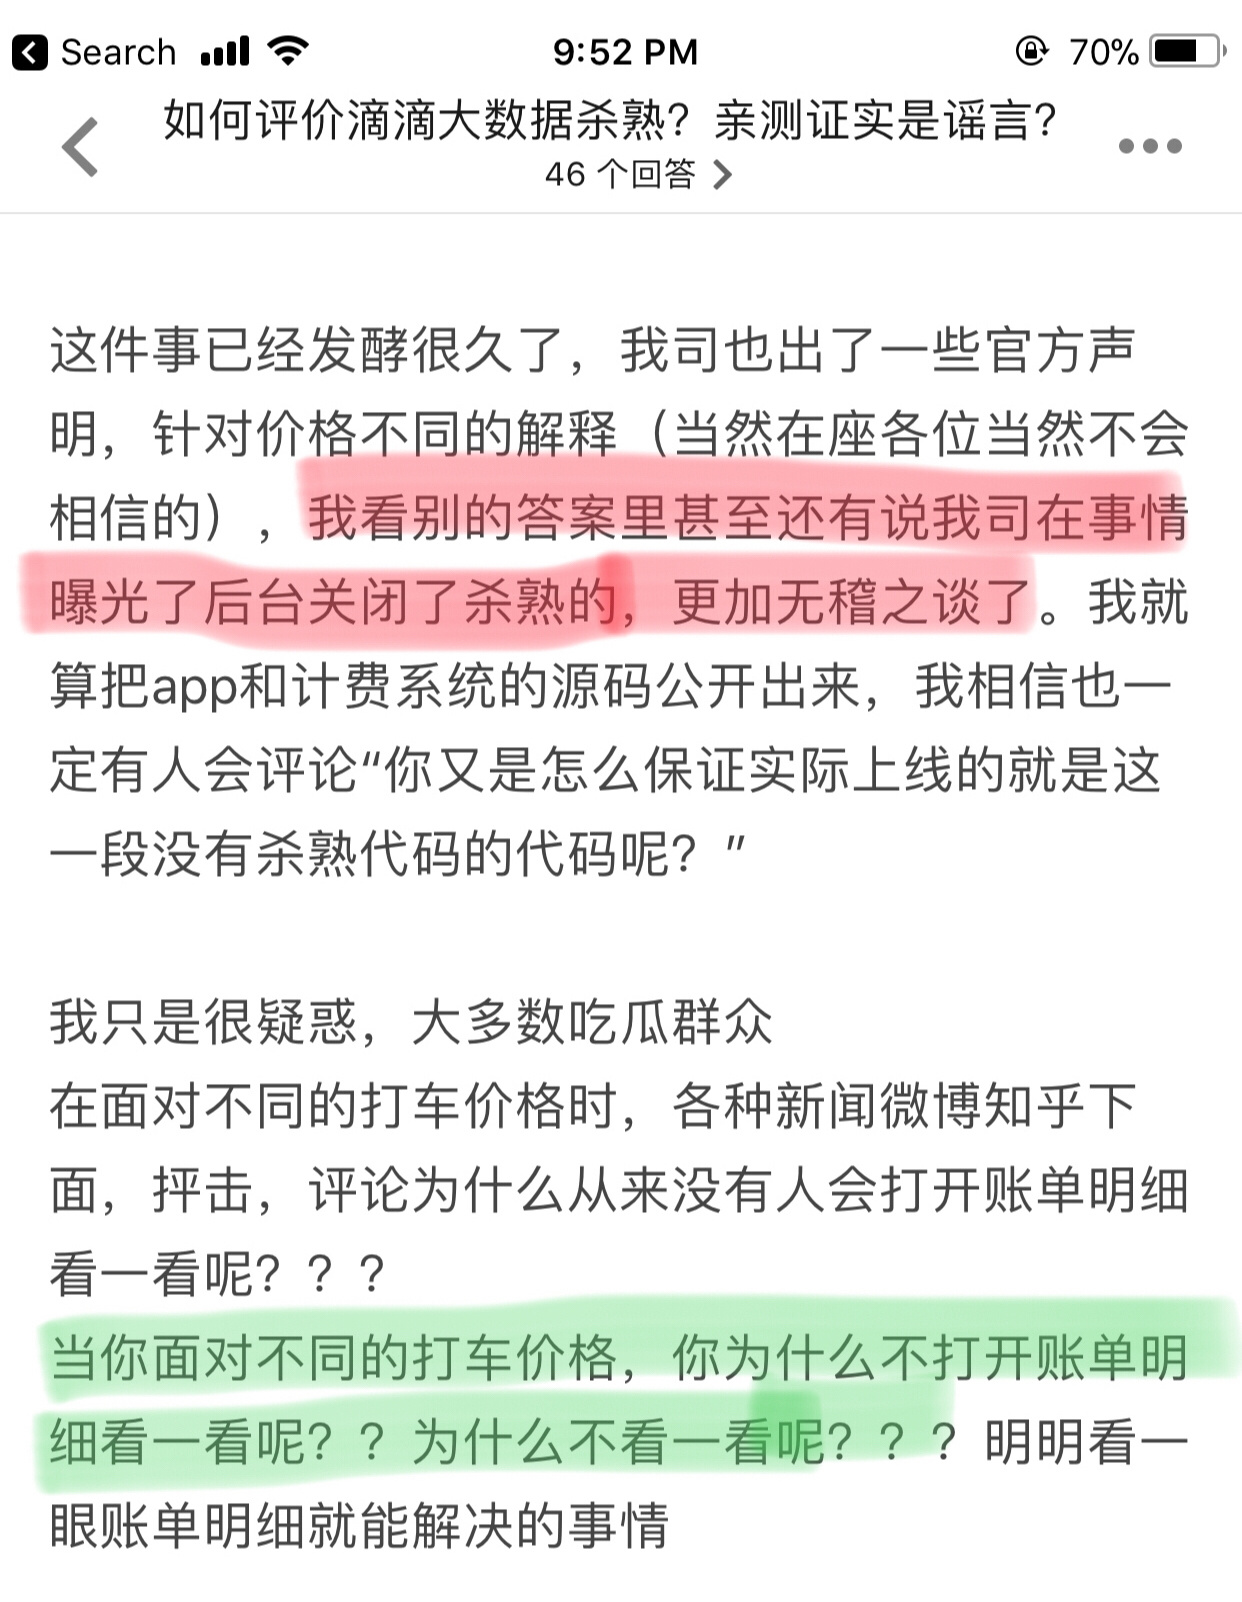 Search
9:52 PM
70%
如何评价滴滴大数据杀熟？亲测证实是谣言？
46 个回答
这件事已经发酵很久了，我司也出了一些官方声
明，针对价格不同的解释（当然在座各位当然不会
相信的），我看别的答案里甚至还有说我司在事情
曝光了后台关闭了杀熟的，更加无稽之谈了。我就
算把app和计费系统的源码公开出来，我相信也一
定有人会评论“你又是怎么保证实际上线的就是这
一段没有杀熟代码的代码呢？”
我只是很疑惑，大多数吃瓜群众
在面对不同的打车价格时，各种新闻微博知乎下
面，抨击，评论为什么从来没有人会打开账单明细
看一看呢？？？
当你面对不同的打车价格，你为什么不打开账单明
细看一看呢？？为什么不看一看呢？？？明明看一
眼账单明细就能解决的事情